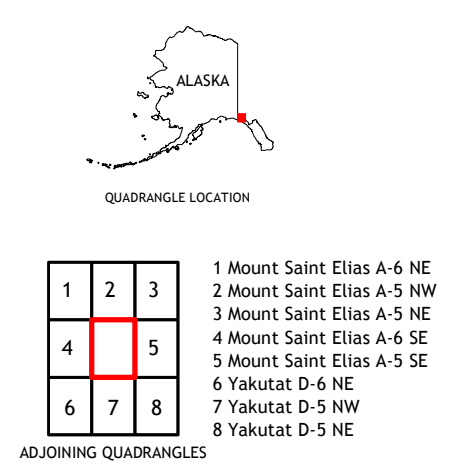 ALASKA
QUADRANGLE LOCATION
1 2 3
4 5
6 7 8
ADJOINING QUADRANGLES
1 Mount Saint Elias A-6 NE
2 Mount Saint Elias A-5 NW
3 Mount Saint Elias A-5 NE
4 Mount Saint Elias A-6 SE
5 Mount Saint Elias A-5 SE
6 Yakutat D-6 NE
7 Yakutat D-5 NW
8 Yakutat D-5 NE